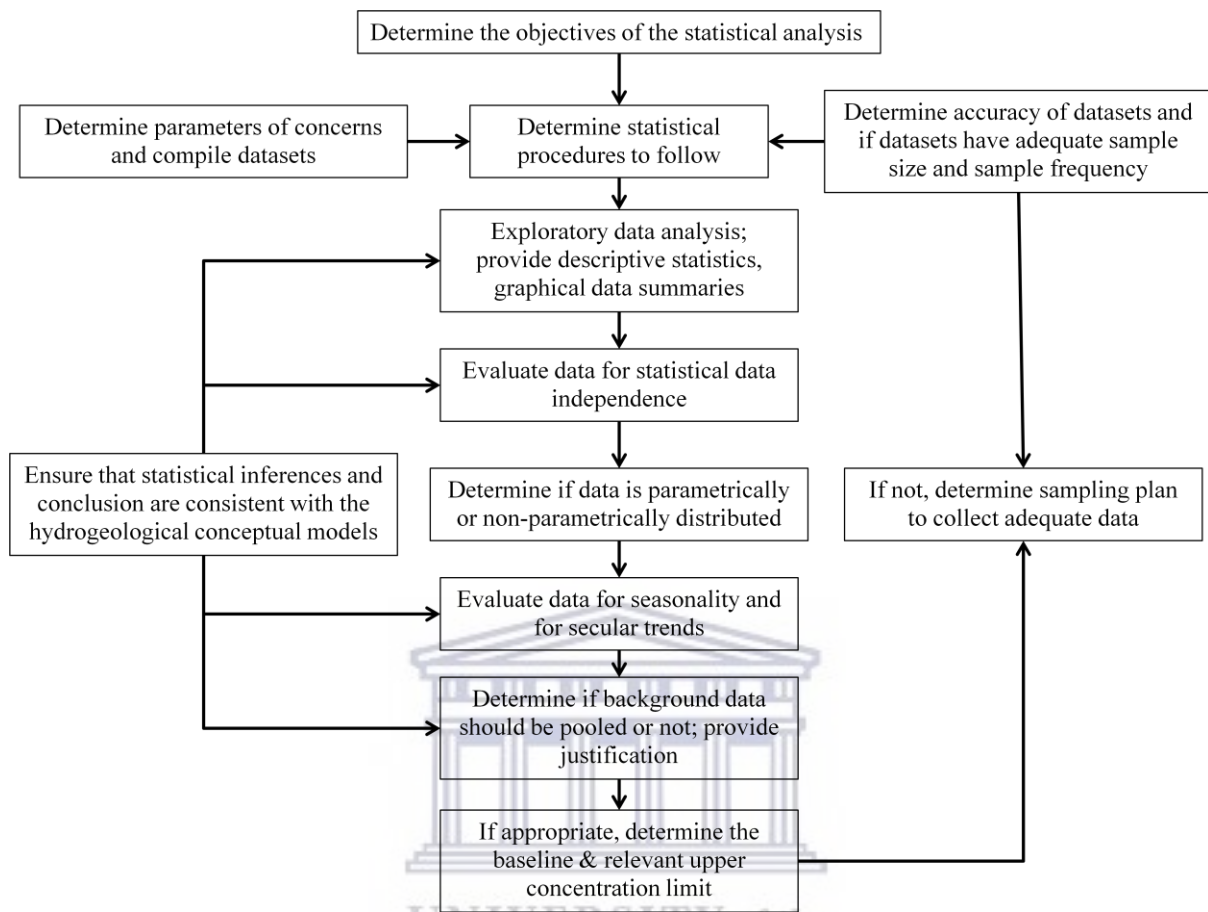 Determine the objectives of the statistical analysis
Determine parameters of concerns
and compile datasets
Determine statistical
procedures to follow
Determine accuracy of datasets and
if datasets have adequate sample
size and sample frequency
Exploratory data analysis;
provide descriptive statistics,
graphical data summaries
Evaluate data for statistical data
independence
Ensure that statistical inferences and
conclusion are consistent with the
hydrogeological conceptual models
Determine if data is parametrically
or non-parametrically distributed
If not, determine sampling plan
to collect adequate data
Evaluate data for seasonality and
for secular trends
Determine if background data
should be pooled or not; provide
justification
If appropriate, determine the
baseline & relevant upper
concentration limit